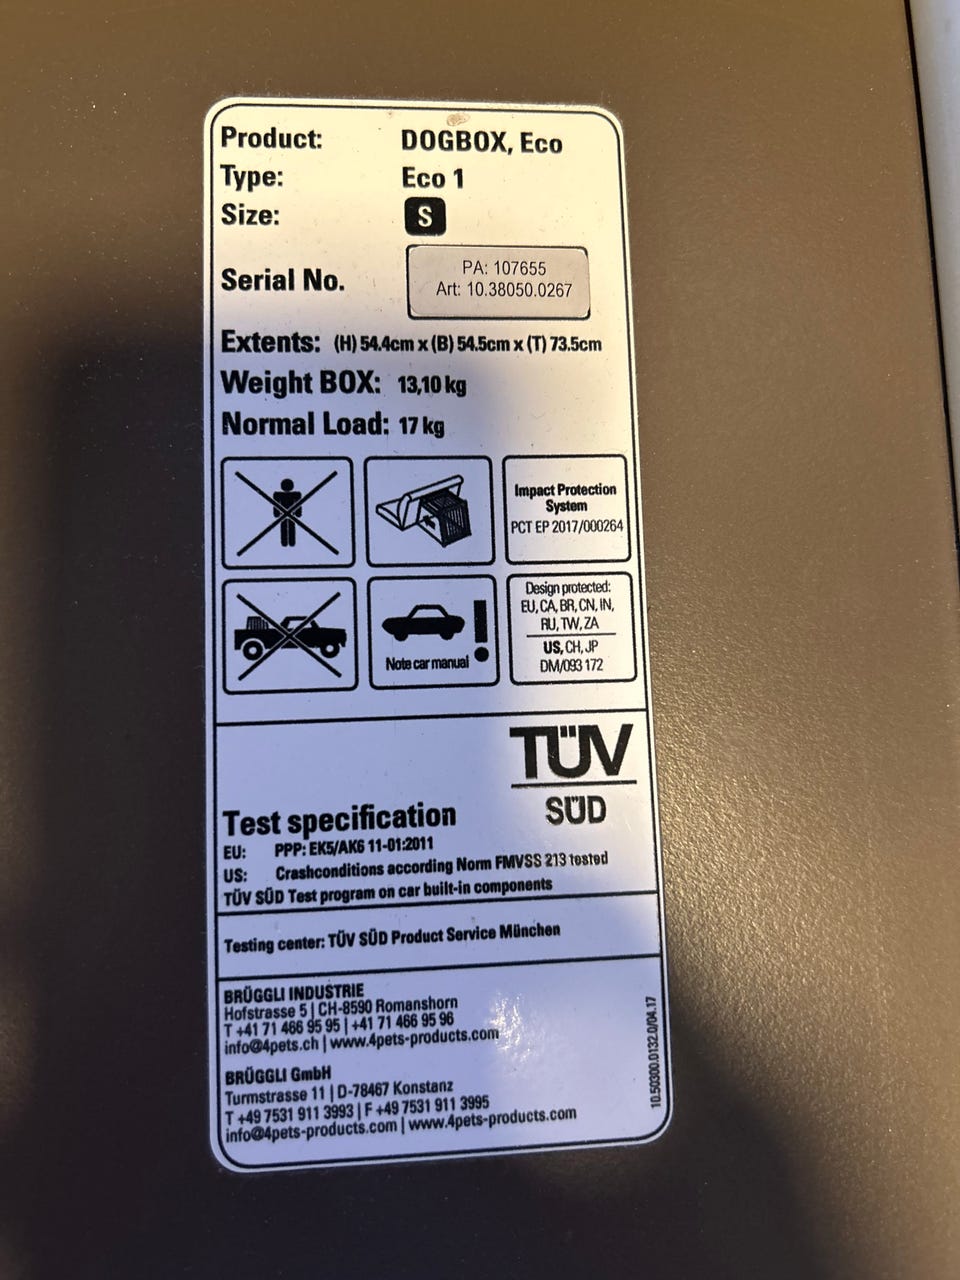 Product: DOGBOX, Eco
Type: Eco 1
Size: S
Serial No. PA: 107655
Art: 10.38050.0267
Extents: (H) 54.4cm x (B) 54.5cm x (T) 73.5cm
Weight BOX: 13,10 kg
Normal Load: 17 kg
Impact Protection
System
PCT EP 2017/000264
Note car manual
Design protected:
EU, CA, BR, CN, IN,
RU, TW, ZA
US, CH, JP
DM/093 172
TÜV
SÜD
Test specification
EU: PPP: EK5/AK6 11-01:2011
US: Crashconditions according Norm FMVSS 213 tested
TÜV SÜD Test program on car built-in components
Testing center: TÜV SÜD Product Service München
BRÜGGLI INDUSTRIE
Hofstrasse 5 | CH-8590 Romanshorn
T +41 71 466 95 95 | +41 71 466 95 96
info@4pets.ch | www.4pets-products.com
BRÜGGLI GmbH
Turmstrasse 11 | D-78467 Konstanz
T +49 7531 911 3993 | F +49 7531 911 3995
info@4pets-products.com | www.4pets-products.com
10.50300.0132.0/04.17